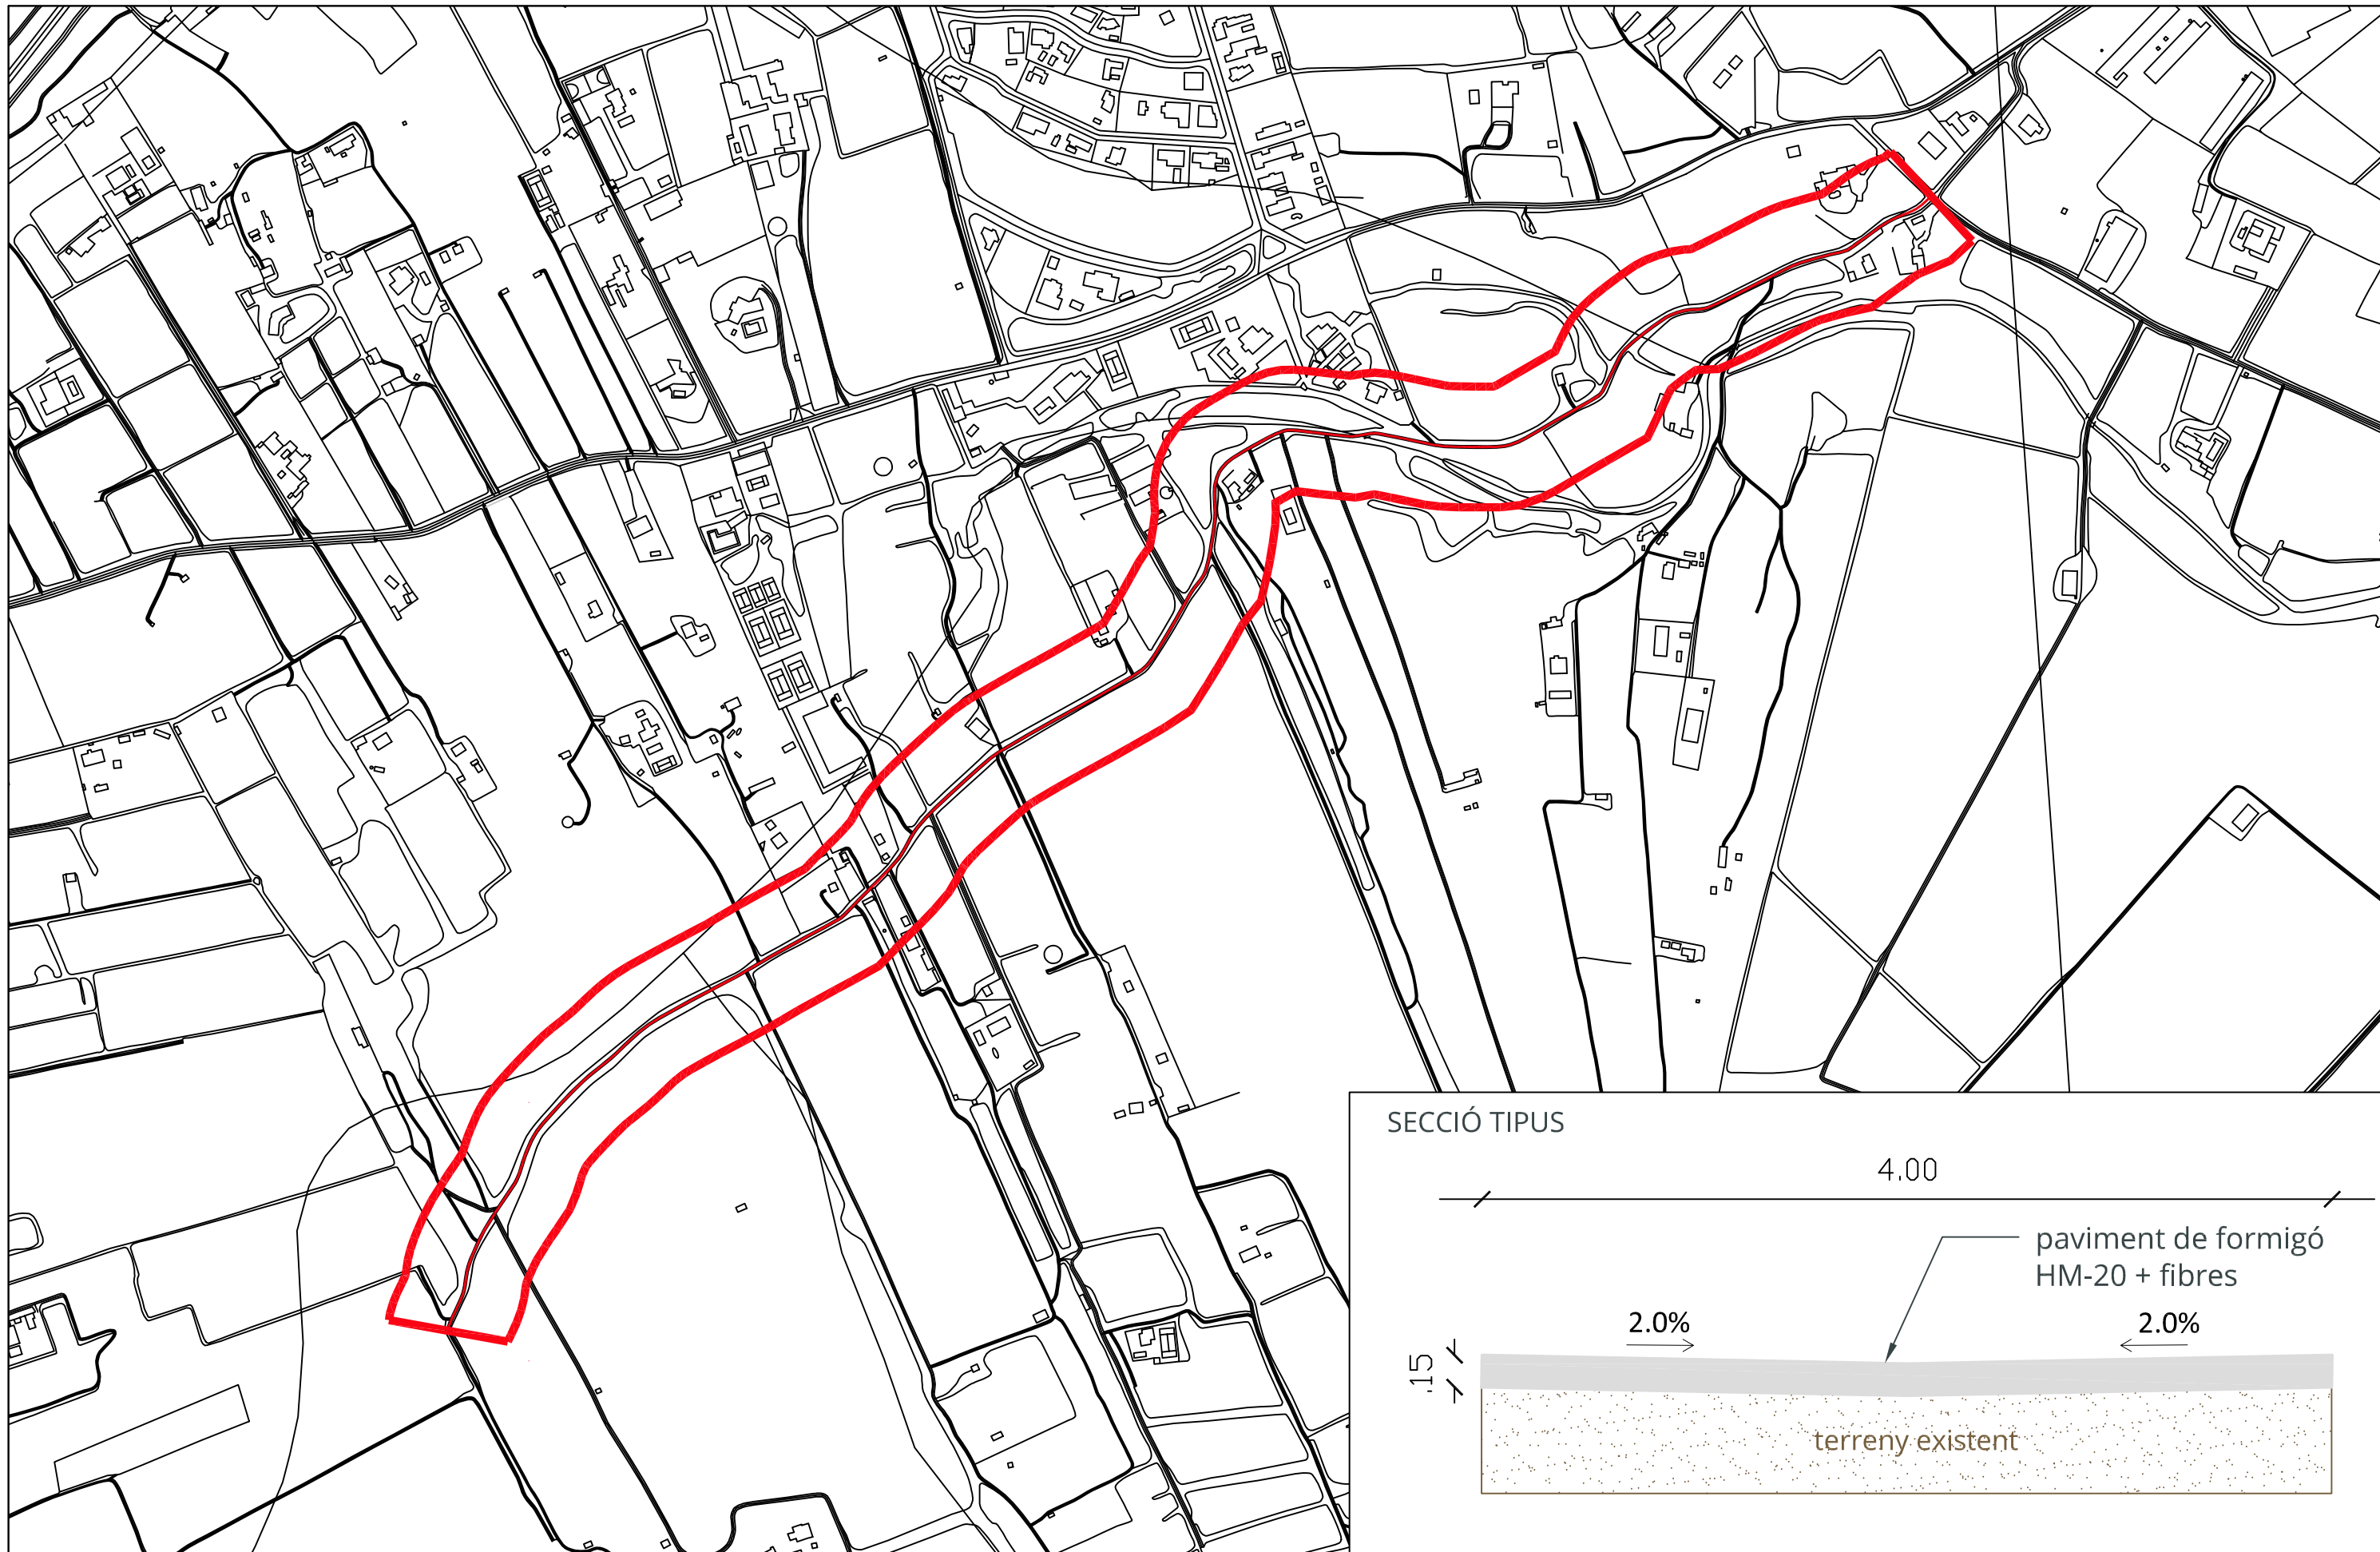 SECCIÓ TIPUS
4.00
paviment de formigó
HM-20 + fibres
2.0% 2.0%
.15
terreny existent